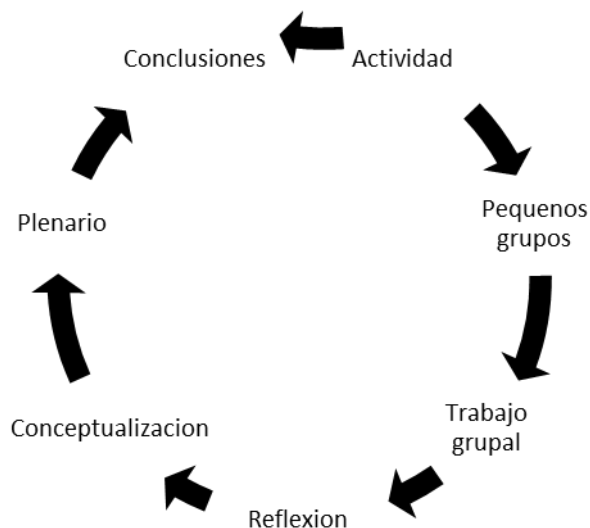 Conclusiones
Actividad
Pequenos
grupos
Trabajo
grupal
Reflexion
Conceptualizacion
Plenario